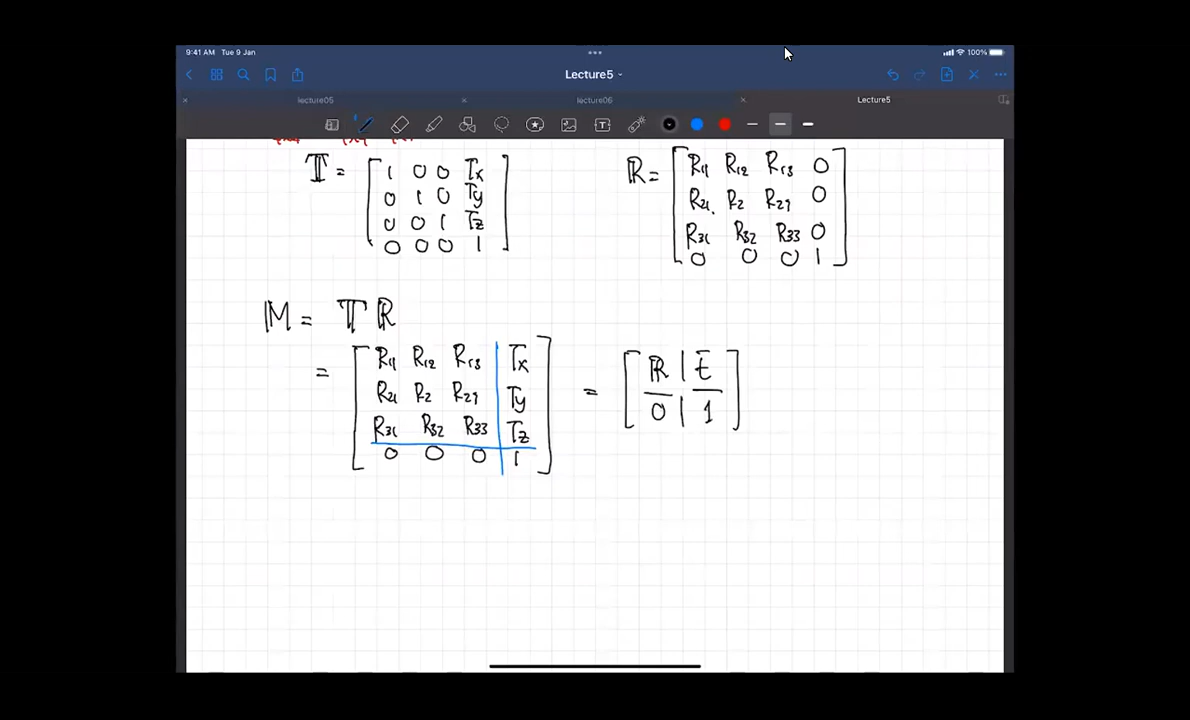 9:41 AM Tue 9 Jan 100%
Lecture5
lecture05 lecture06 Lecture5
T = [ 1 0 0 Tx
0 1 0 Ty
0 0 1 Tz
0 0 0 1 ]
R = [ R11 R12 R13 0
R21 R2 R29 0
R31 R32 R33 0
0 0 0 1 ]
M = T R
= [ R11 R12 R13 | Tx
R21 R2 R29 | Ty
R31 R32 R33 | Tz
0 0 0 | 1 ]
= [ R | t
0 | 1 ]